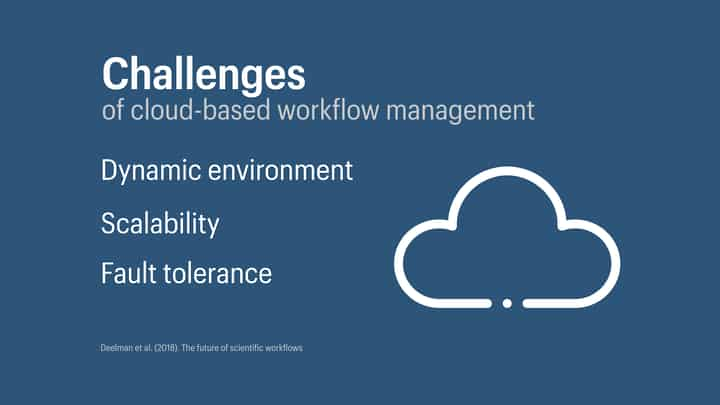 Challenges
of cloud-based workflow management
Dynamic environment
Scalability
Fault tolerance
Deelman et al. (2018). The future of scientific workflows